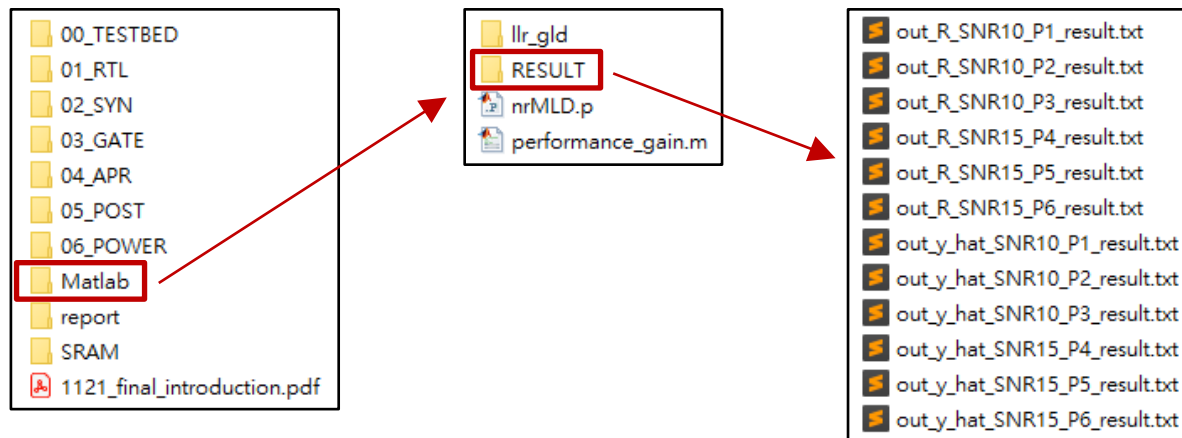 00_TESTBED
01_RTL
02_SYN
03_GATE
04_APR
05_POST
06_POWER
Matlab
report
SRAM
1121_final_introduction.pdf
llr_gld
RESULT
nrMLD.p
performance_gain.m
out_R_SNR10_P1_result.txt
out_R_SNR10_P2_result.txt
out_R_SNR10_P3_result.txt
out_R_SNR15_P4_result.txt
out_R_SNR15_P5_result.txt
out_R_SNR15_P6_result.txt
out_y_hat_SNR10_P1_result.txt
out_y_hat_SNR10_P2_result.txt
out_y_hat_SNR10_P3_result.txt
out_y_hat_SNR15_P4_result.txt
out_y_hat_SNR15_P5_result.txt
out_y_hat_SNR15_P6_result.txt